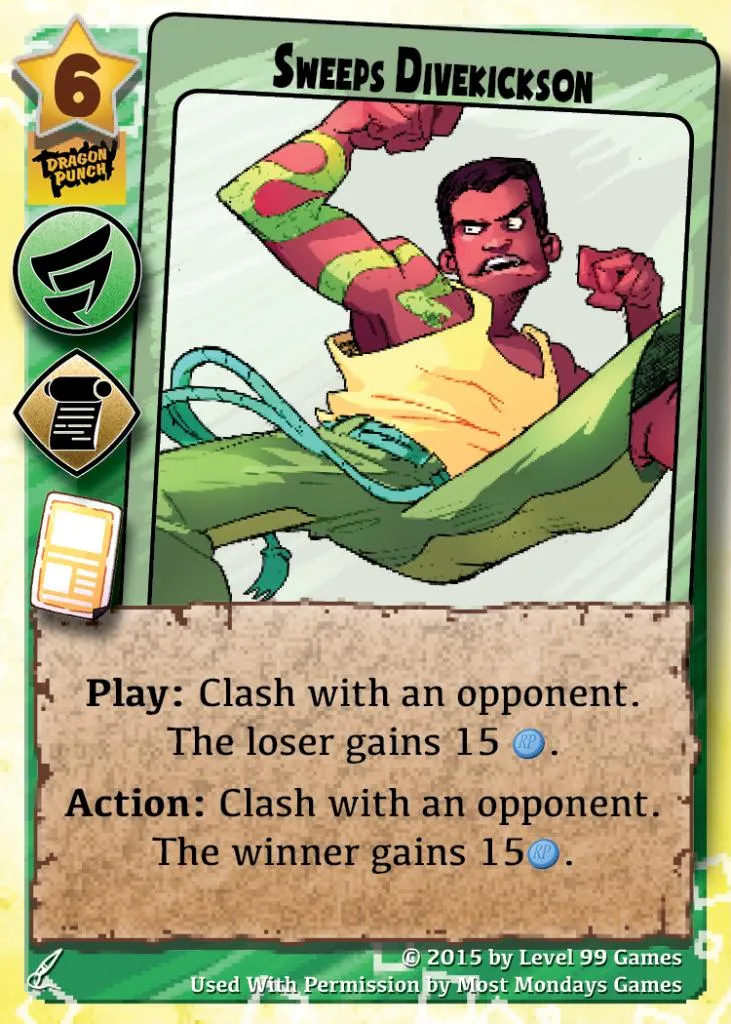 SWEEPS DIVEKICKSON
6
DRAGON
PUNCH
Play: Clash with an opponent.
The loser gains 15 RP.
Action: Clash with an opponent.
The winner gains 15 RP.
© 2015 by Level 99 Games
Used With Permission by Most Mondays Games